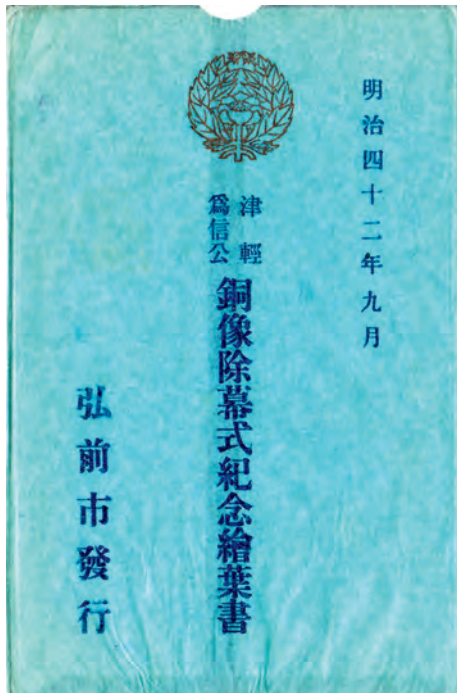 明治四十二年九月
津輕
爲信公
銅像除幕式紀念繪葉書
弘前市發行